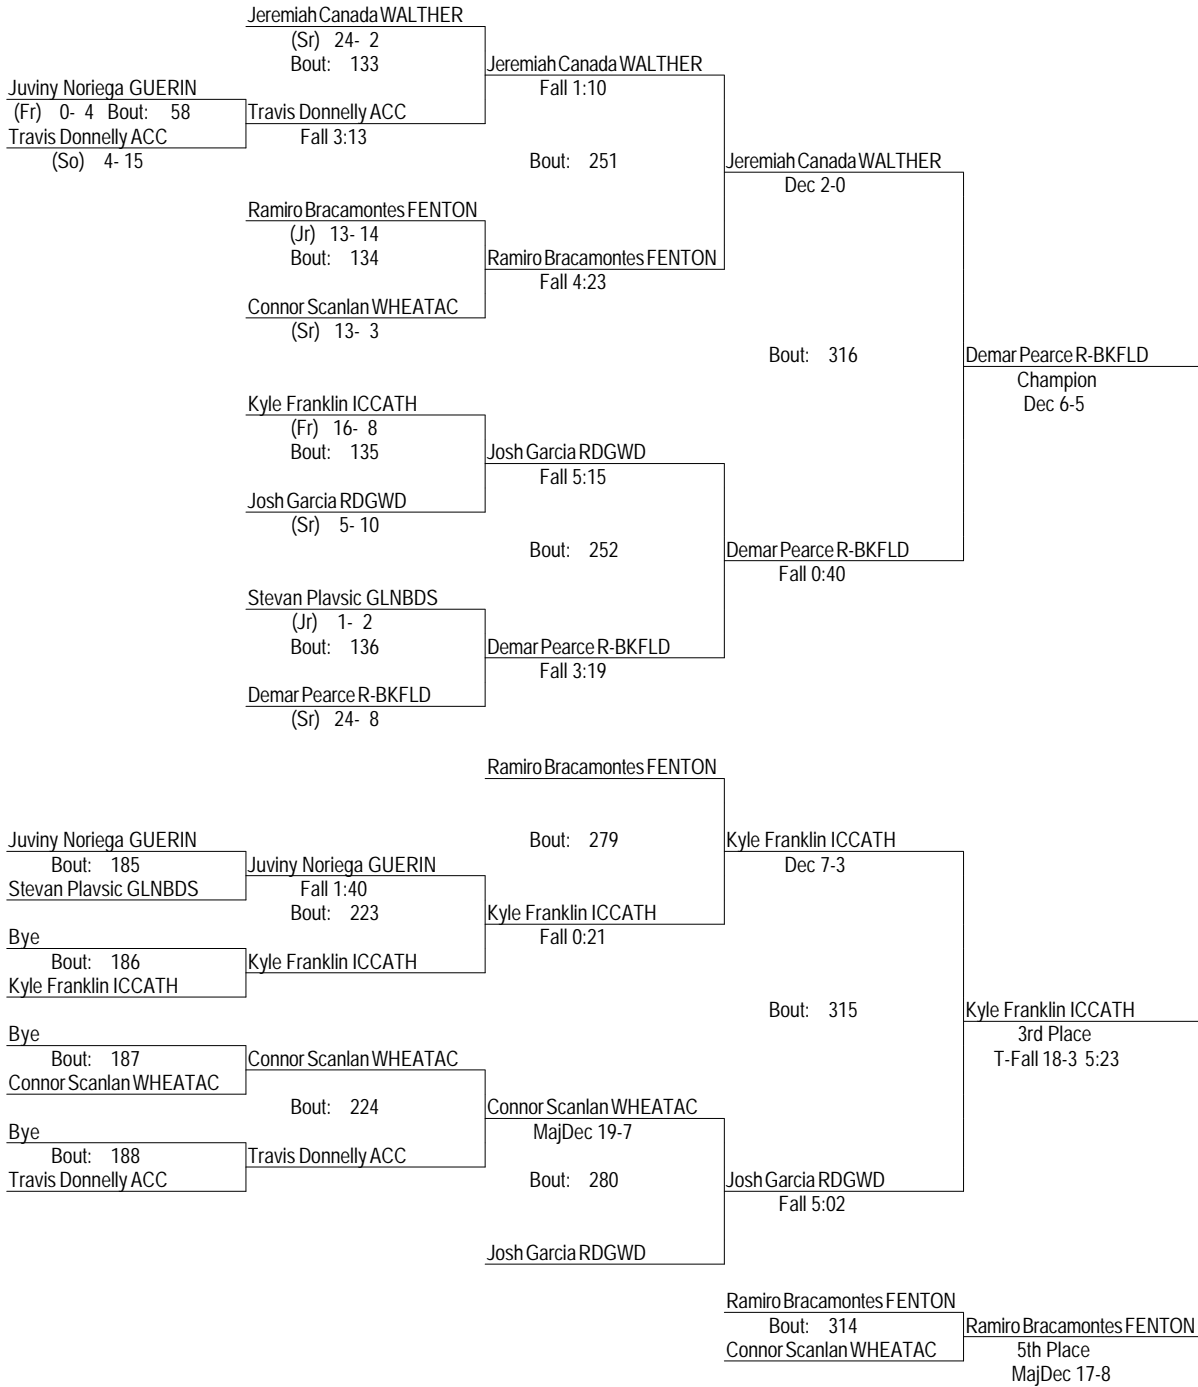 Jeremiah Canada WALTHER
(Sr) 24- 2
Bout: 133
Jeremiah Canada WALTHER
Fall 1:10
Juviny Noriega GUERIN
(Fr) 0- 4 Bout: 58
Travis Donnelly ACC
Fall 3:13
Travis Donnelly ACC
(So) 4- 15
Bout: 251
Jeremiah Canada WALTHER
Dec 2-0
Ramiro Bracamontes FENTON
(Jr) 13- 14
Bout: 134
Ramiro Bracamontes FENTON
Fall 4:23
Connor Scanlan WHEATAC
(Sr) 13- 3
Bout: 316
Demar Pearce R-BKFLD
Champion
Dec 6-5
Kyle Franklin ICCATH
(Fr) 16- 8
Bout: 135
Josh Garcia RDGWD
Fall 5:15
Josh Garcia RDGWD
(Sr) 5- 10
Bout: 252
Demar Pearce R-BKFLD
Fall 0:40
Stevan Plavsic GLNBDS
(Jr) 1- 2
Bout: 136
Demar Pearce R-BKFLD
Fall 3:19
Demar Pearce R-BKFLD
(Sr) 24- 8
Ramiro Bracamontes FENTON
Bout: 279
Kyle Franklin ICCATH
Dec 7-3
Juviny Noriega GUERIN
Bout: 185
Stevan Plavsic GLNBDS
Juviny Noriega GUERIN
Fall 1:40
Bout: 223
Kyle Franklin ICCATH
Fall 0:21
Bye
Bout: 186
Kyle Franklin ICCATH
Kyle Franklin ICCATH
Bout: 315
Kyle Franklin ICCATH
3rd Place
T-Fall 18-3 5:23
Bye
Bout: 187
Connor Scanlan WHEATAC
Connor Scanlan WHEATAC
Bout: 224
Connor Scanlan WHEATAC
MajDec 19-7
Bye
Bout: 188
Travis Donnelly ACC
Travis Donnelly ACC
Bout: 280
Josh Garcia RDGWD
Fall 5:02
Josh Garcia RDGWD
Ramiro Bracamontes FENTON
Bout: 314
Connor Scanlan WHEATAC
Ramiro Bracamontes FENTON
5th Place
MajDec 17-8